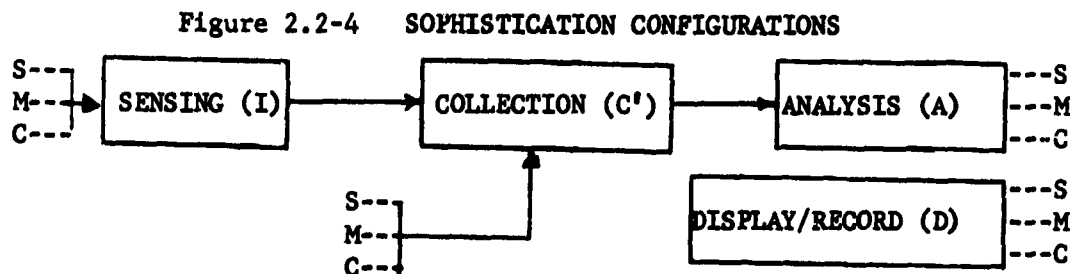 Figure 2.2-4 SOPHISTICATION CONFIGURATIONS
S---
M---
C---
SENSING (I)
COLLECTION (C')
ANALYSIS (A)
---S
---M
---C
S---
M---
C---
DISPLAY/RECORD (D)
---S
---M
---C